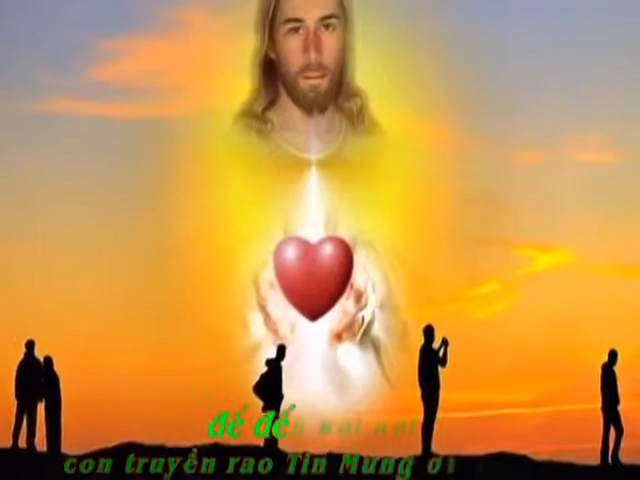 để đến nơi nơi
con truyền rao Tin Mừng ơi